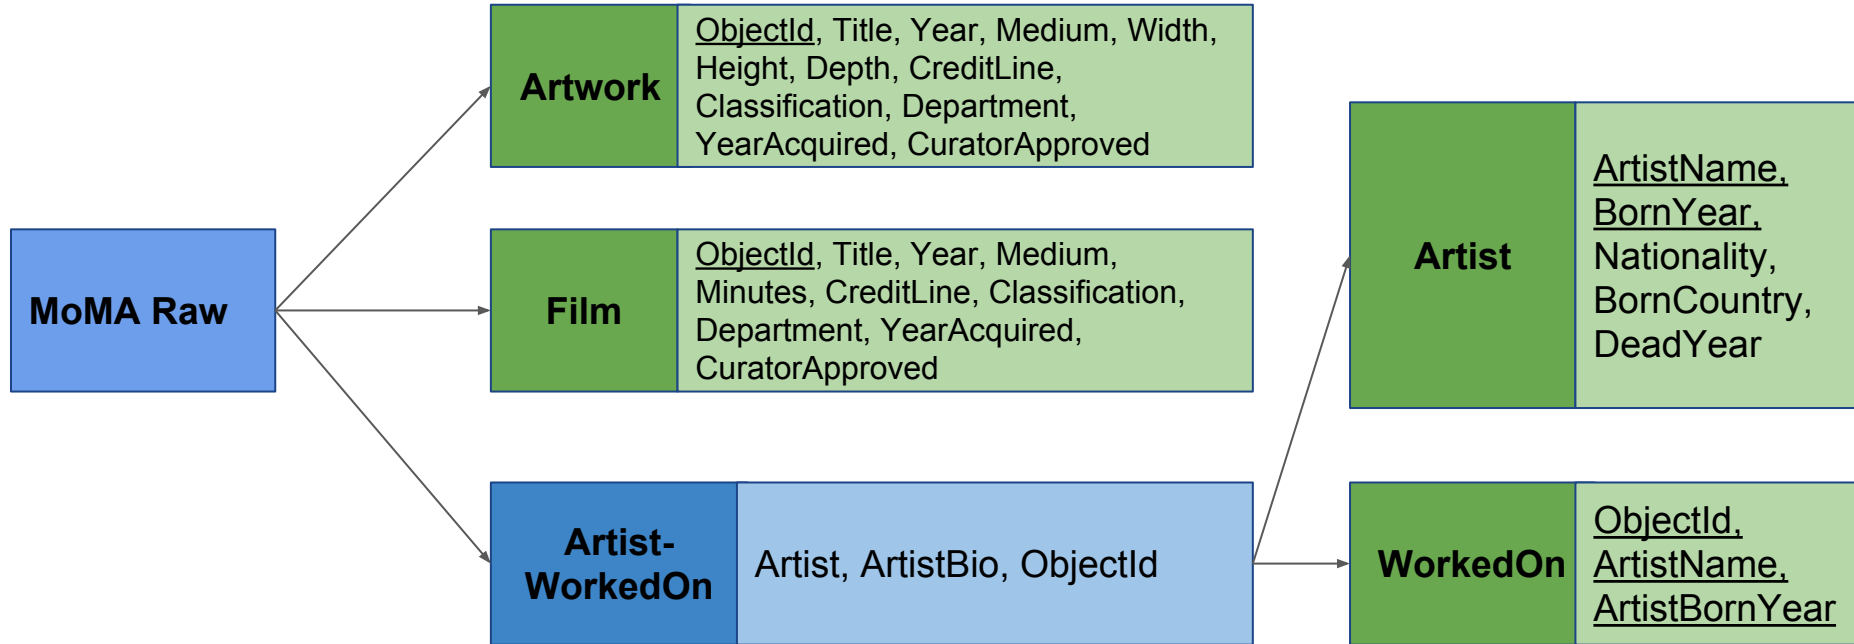 MoMA Raw
Artwork
ObjectId, Title, Year, Medium, Width,
Height, Depth, CreditLine,
Classification, Department,
YearAcquired, CuratorApproved
Film
ObjectId, Title, Year, Medium,
Minutes, CreditLine, Classification,
Department, YearAcquired,
CuratorApproved
Artist-
WorkedOn
Artist, ArtistBio, ObjectId
Artist
ArtistName,
BornYear,
Nationality,
BornCountry,
DeadYear
WorkedOn
ObjectId,
ArtistName,
ArtistBornYear